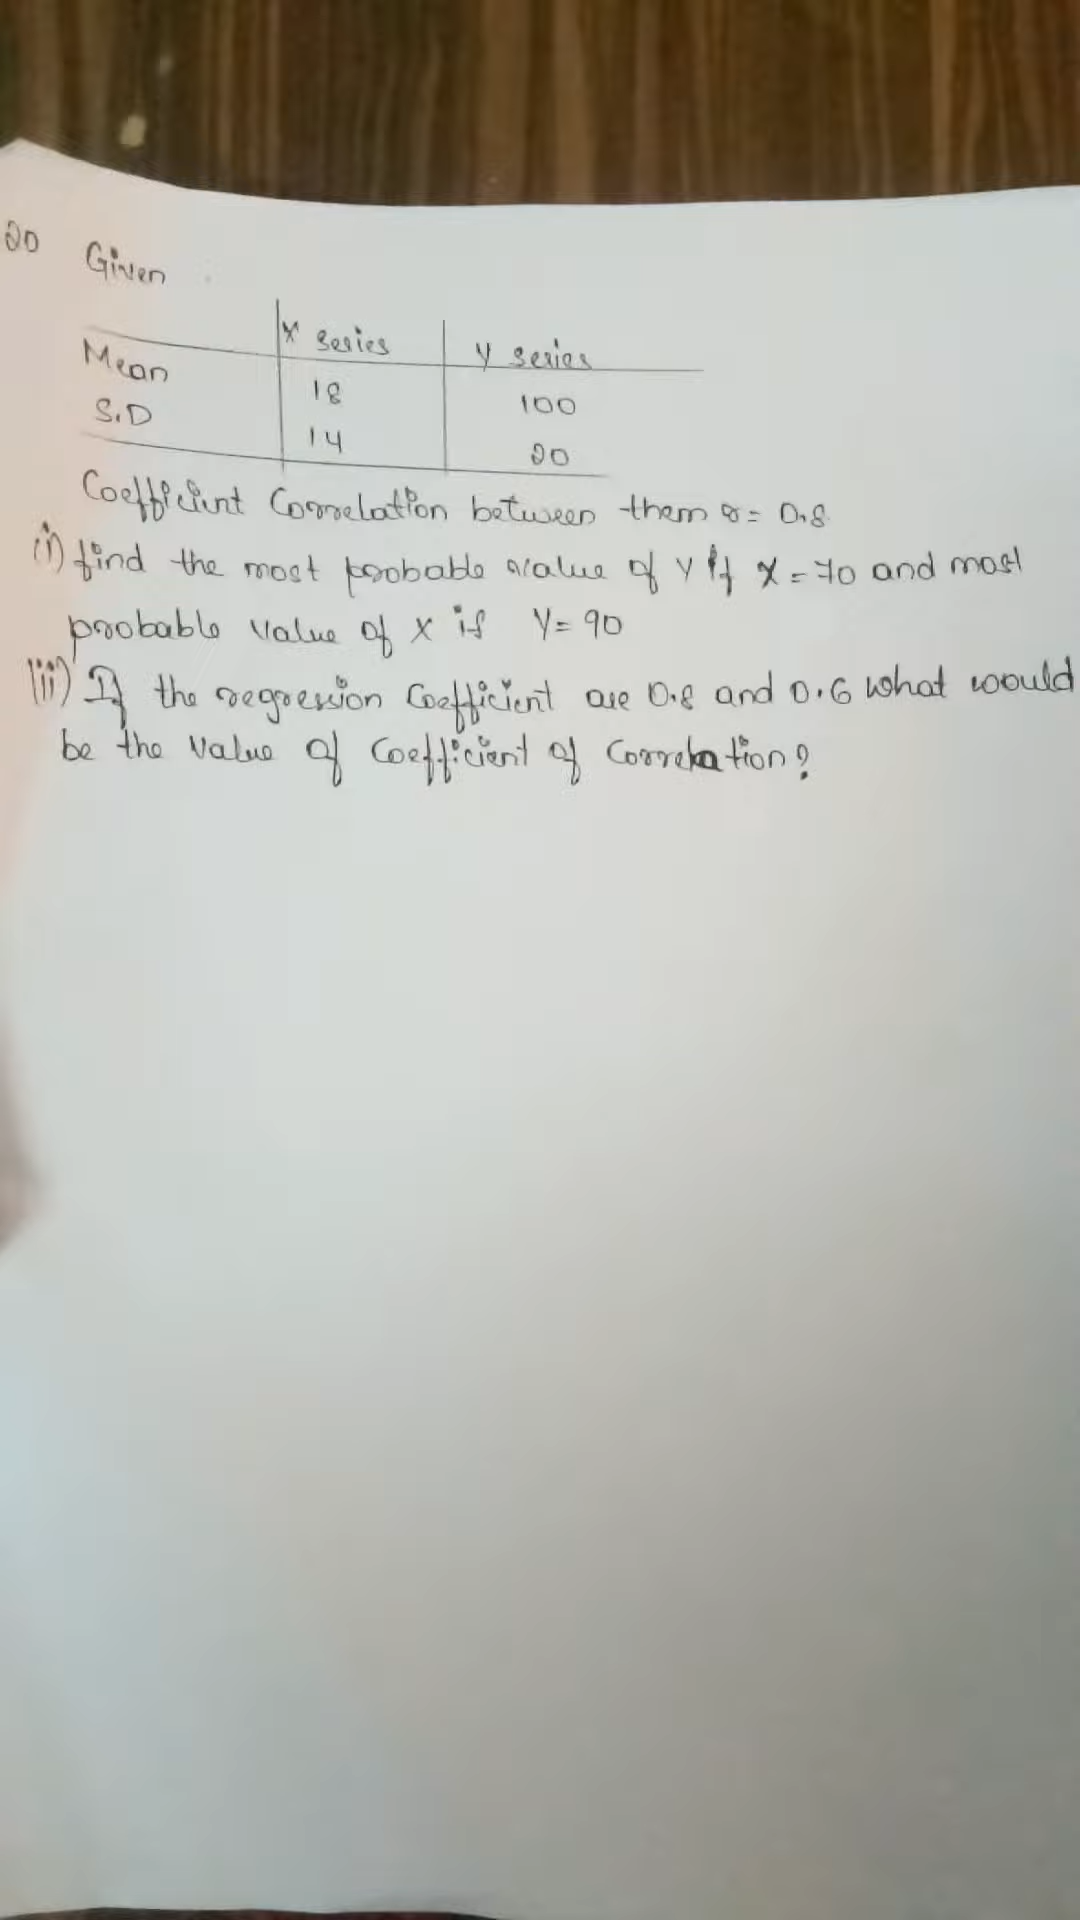 20 Given
X series Y series
Mean 18 100
S.D 14 20
Coefficient Correlation between them r = 0.8
(i) find the most probable value of Y if X = 70 and most
probable value of X if Y = 90
(ii) If the regression Coefficient are 0.8 and 0.6 what would
be the value of Coefficient of Correlation?